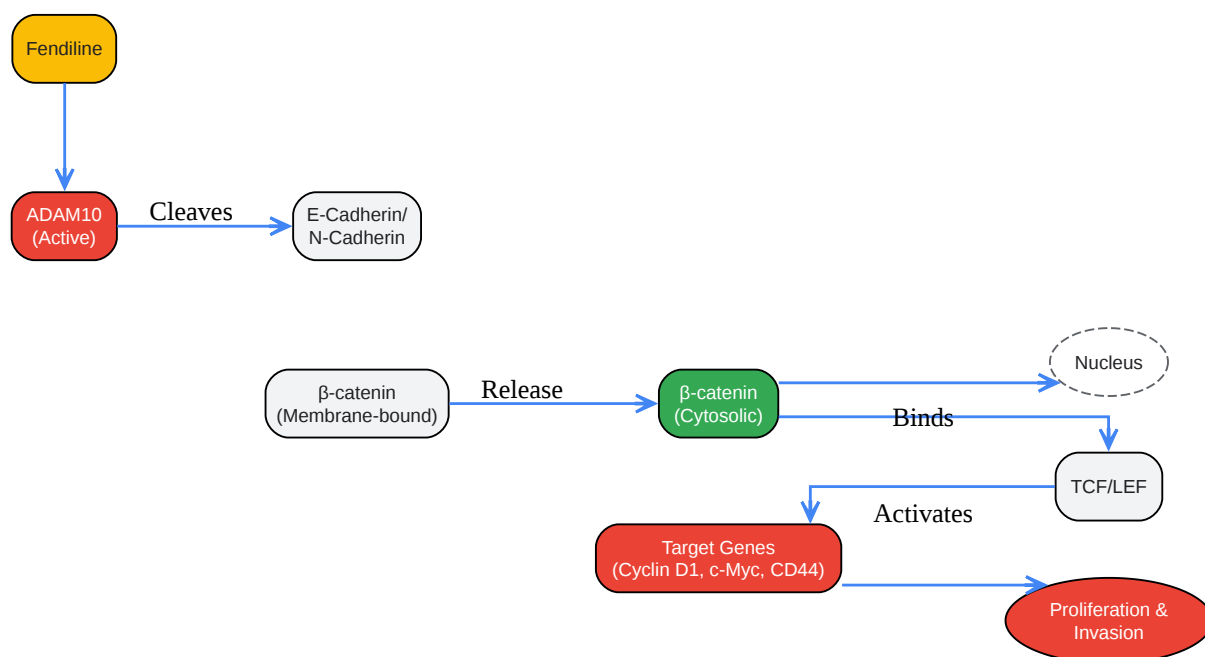 Fendiline
ADAM10
(Active)
Cleaves
E-Cadherin/
N-Cadherin
β-catenin
(Membrane-bound)
Release
β-catenin
(Cytosolic)
Nucleus
Binds
TCF/LEF
Activates
Target Genes
(Cyclin D1, c-Myc, CD44)
Proliferation &
Invasion